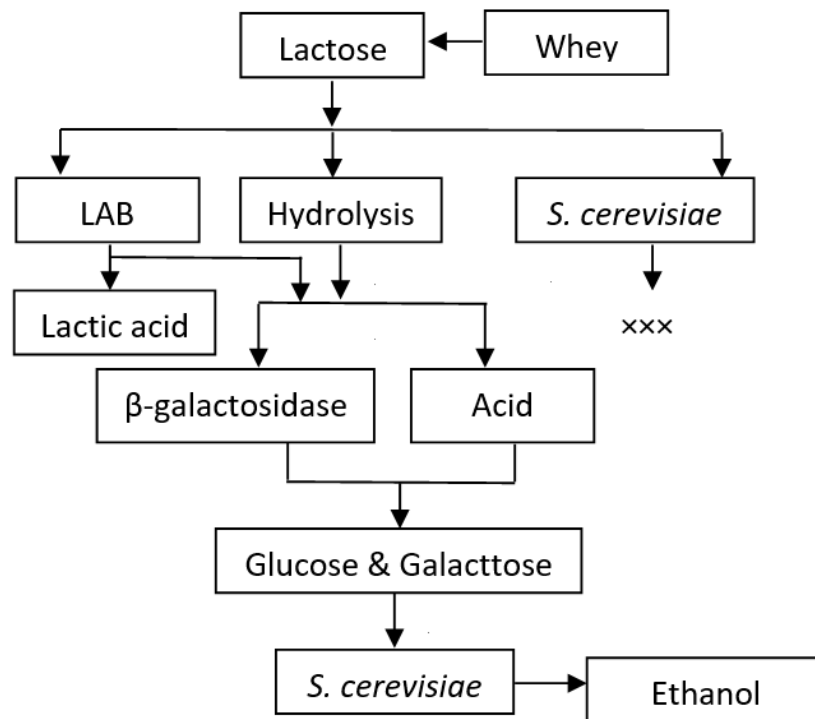 Lactose
Whey
LAB
Hydrolysis
S. cerevisiae
Lactic acid
×××
β-galactosidase
Acid
Glucose & Galacttose
S. cerevisiae
Ethanol